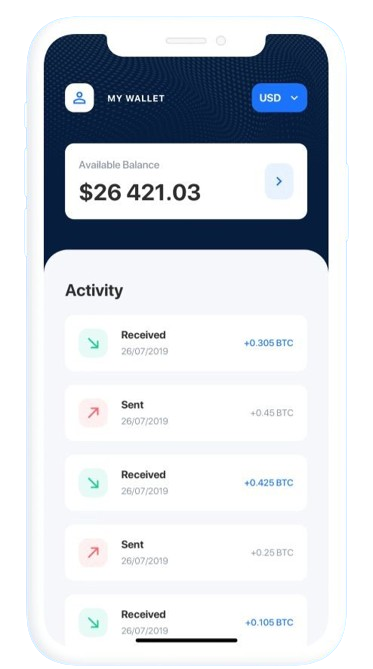 MY WALLET
USD
Available Balance
$26 421.03
Activity
Received
+0.305 BTC
26/07/2019
Sent
+0.45 BTC
26/07/2019
Received
+0.425 BTC
26/07/2019
Sent
+0.25 BTC
26/07/2019
Received
+0.105 BTC
26/07/2019